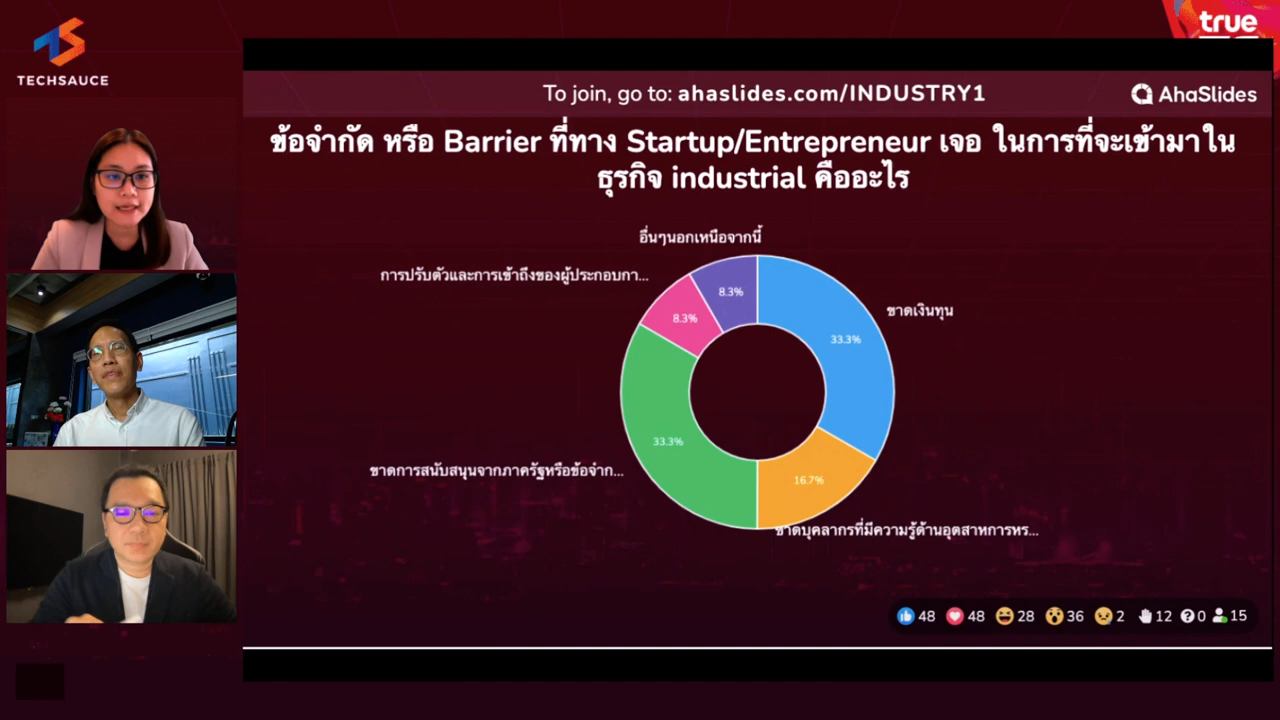 true
TECHSAUCE
To join, go to: ahaslides.com/INDUSTRY1
AhaSlides
ข้อจำกัด หรือ Barrier ที่ทาง Startup/Entrepreneur เจอ ในการที่จะเข้ามาใน
ธุรกิจ industrial คืออะไร
อื่นๆนอกเหนือจากนี้
การปรับตัวและการเข้าถึงของผู้ประกอบกา...
8.3%
8.3%
ขาดเงินทุน
33.3%
33.3%
ขาดการสนับสนุนจากภาครัฐหรือข้อจำก...
16.7%
ขาดบุคลากรที่มีความรู้ด้านอุตสาหการหร...
48 48 28 36 2 12 0 15